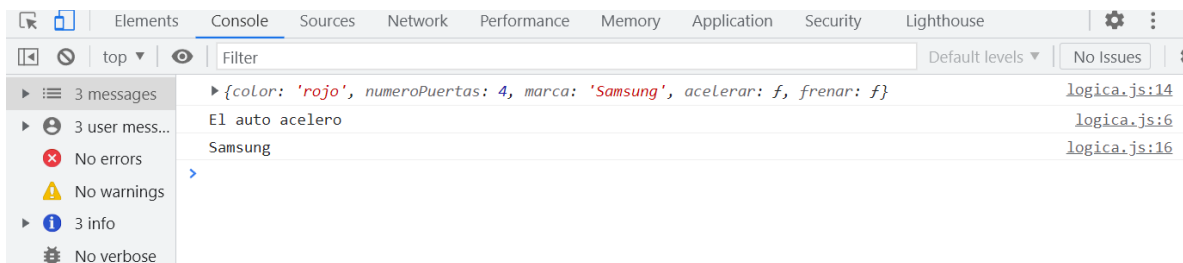 Elements Console Sources Network Performance Memory Application Security Lighthouse
top Filter Default levels No Issues
3 messages
{color: 'rojo', numeroPuertas: 4, marca: 'Samsung', acelerar: ƒ, frenar: ƒ} logica.js:14
3 user mess...
El auto acelero logica.js:6
No errors
Samsung logica.js:16
No warnings
3 info
No verbose